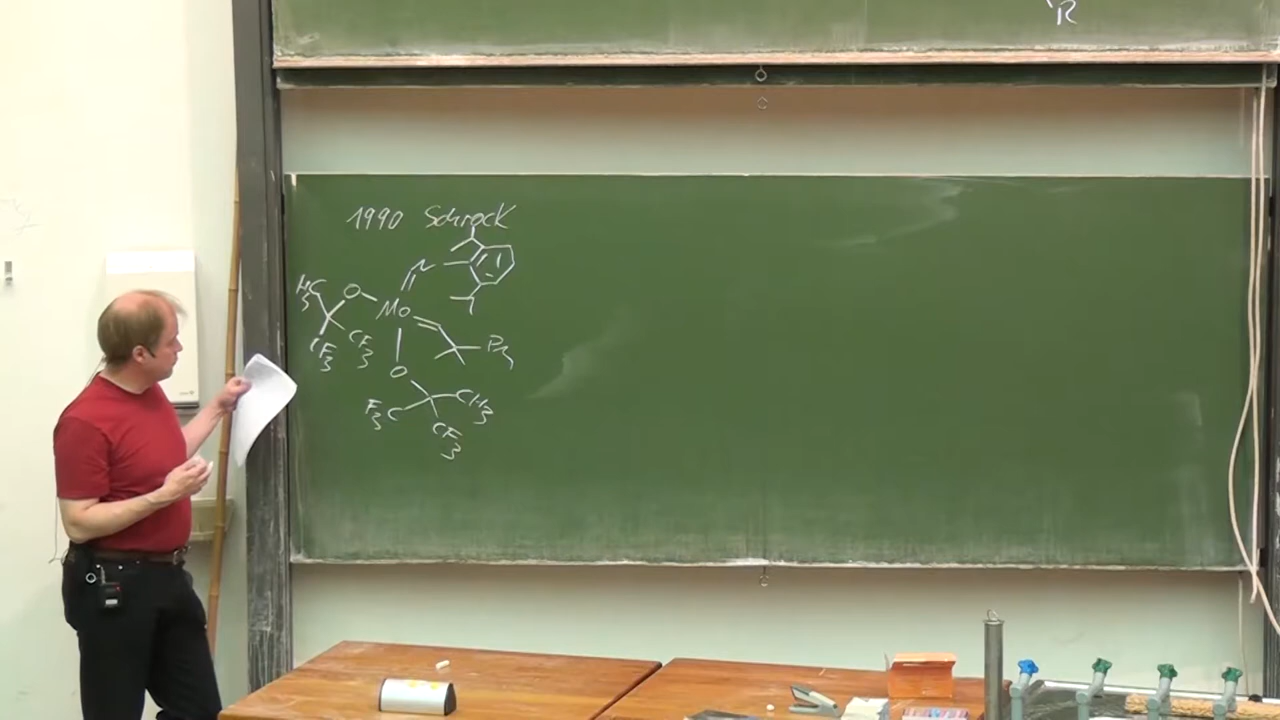 R
1990 Schrock
N
H3C O Mo
CF3 CF3 Ph
O
F3C CH3
CF3